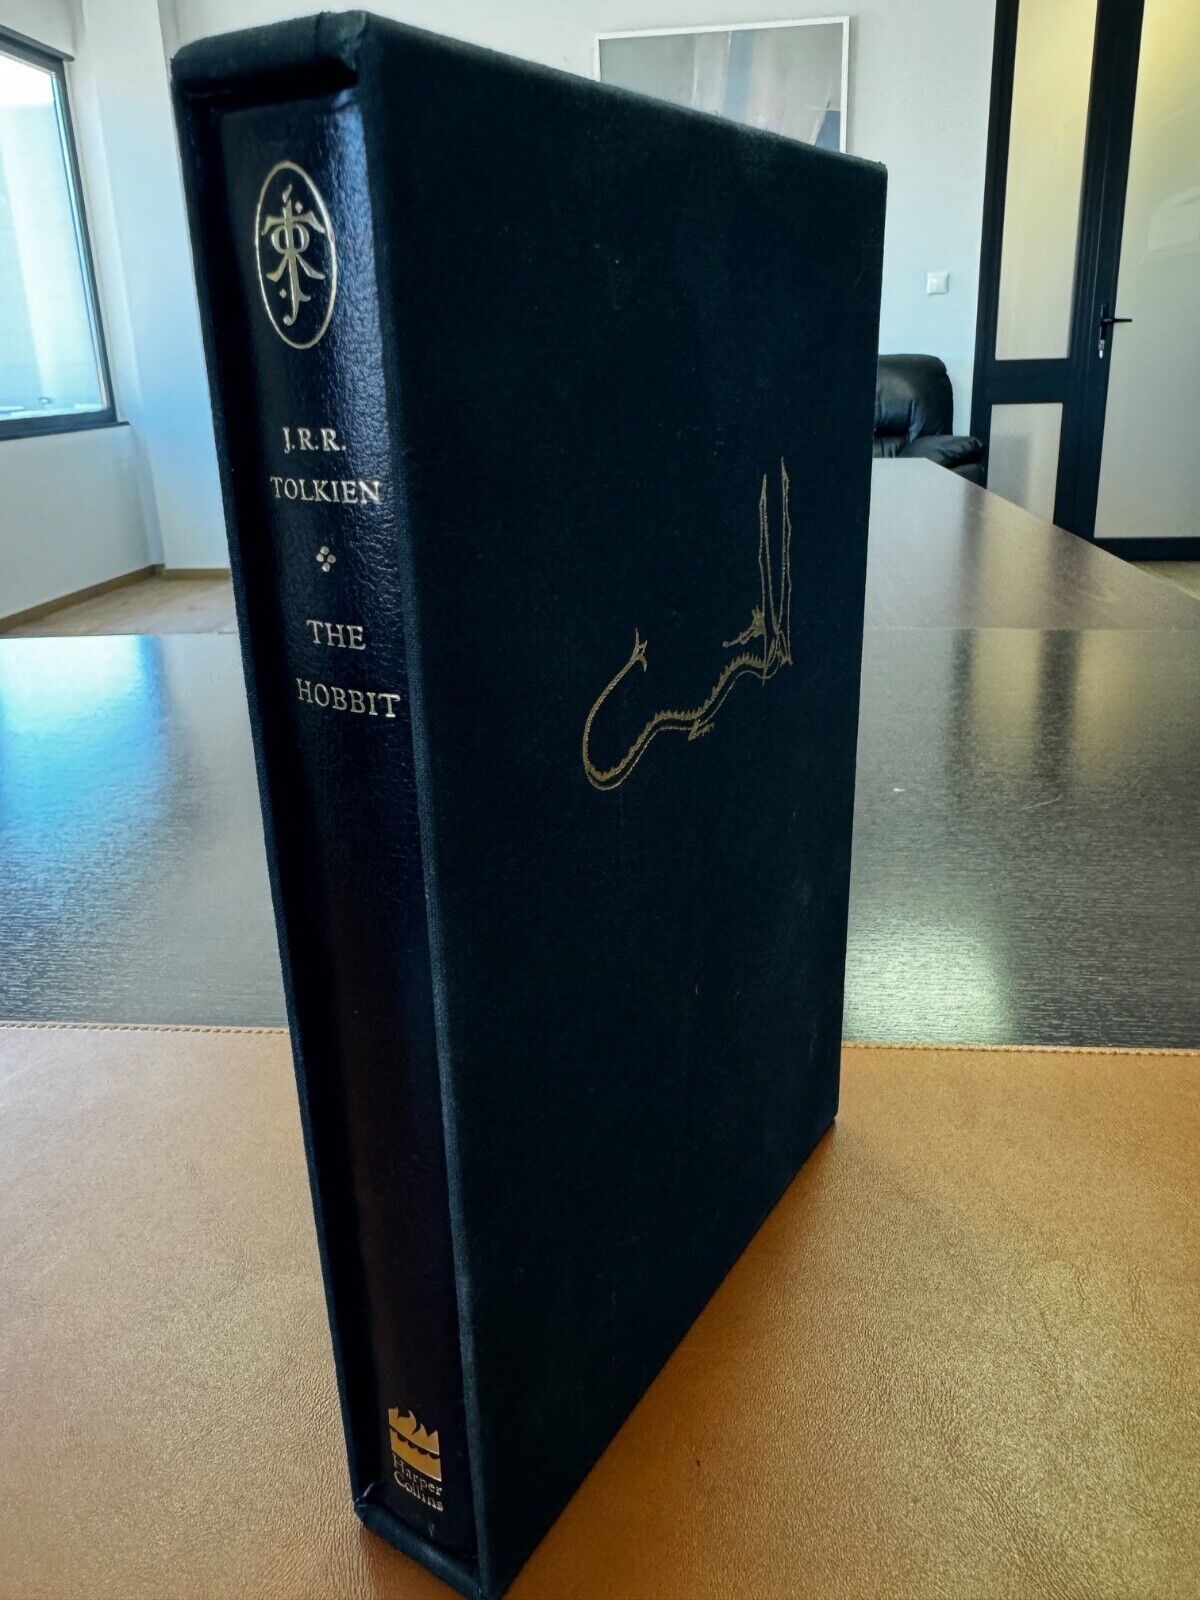 J.R.R.
TOLKIEN
THE
HOBBIT
Harper
Collins